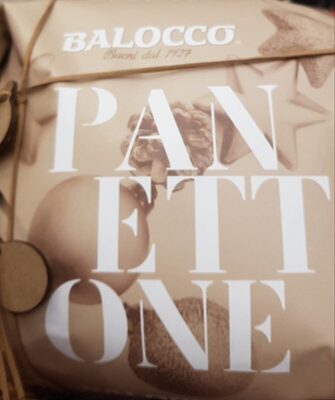 BALOCCO
Buoni dal 1927
PAN
ETT
ONE